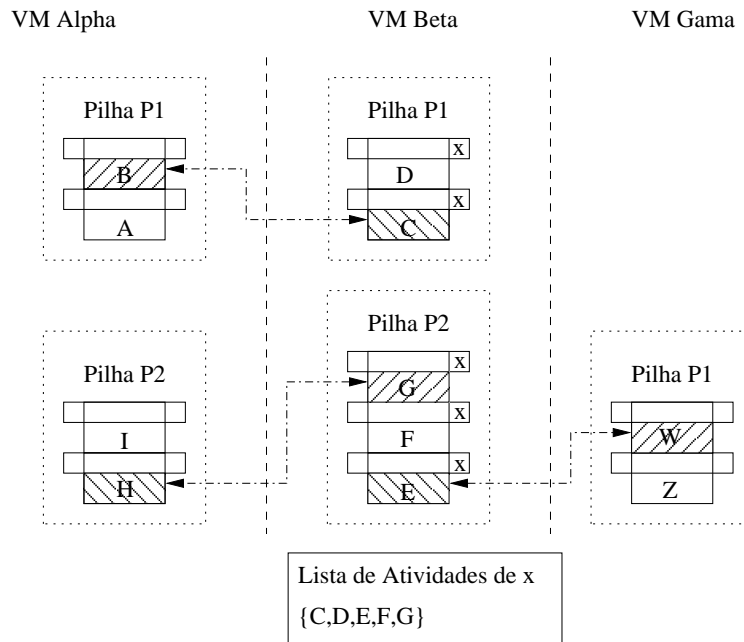 VM Alpha
VM Beta
VM Gama
Pilha P1
B
A
Pilha P1
x
D
x
C
Pilha P2
I
H
Pilha P2
x
G
x
F
x
E
Pilha P1
W
Z
Lista de Atividades de x
{C,D,E,F,G}